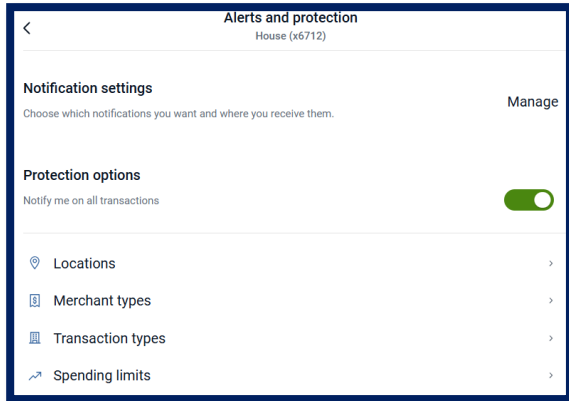 Alerts and protection
House (x6712)
Notification settings
Choose which notifications you want and where you receive them.
Manage
Protection options
Notify me on all transactions
Locations
Merchant types
Transaction types
Spending limits